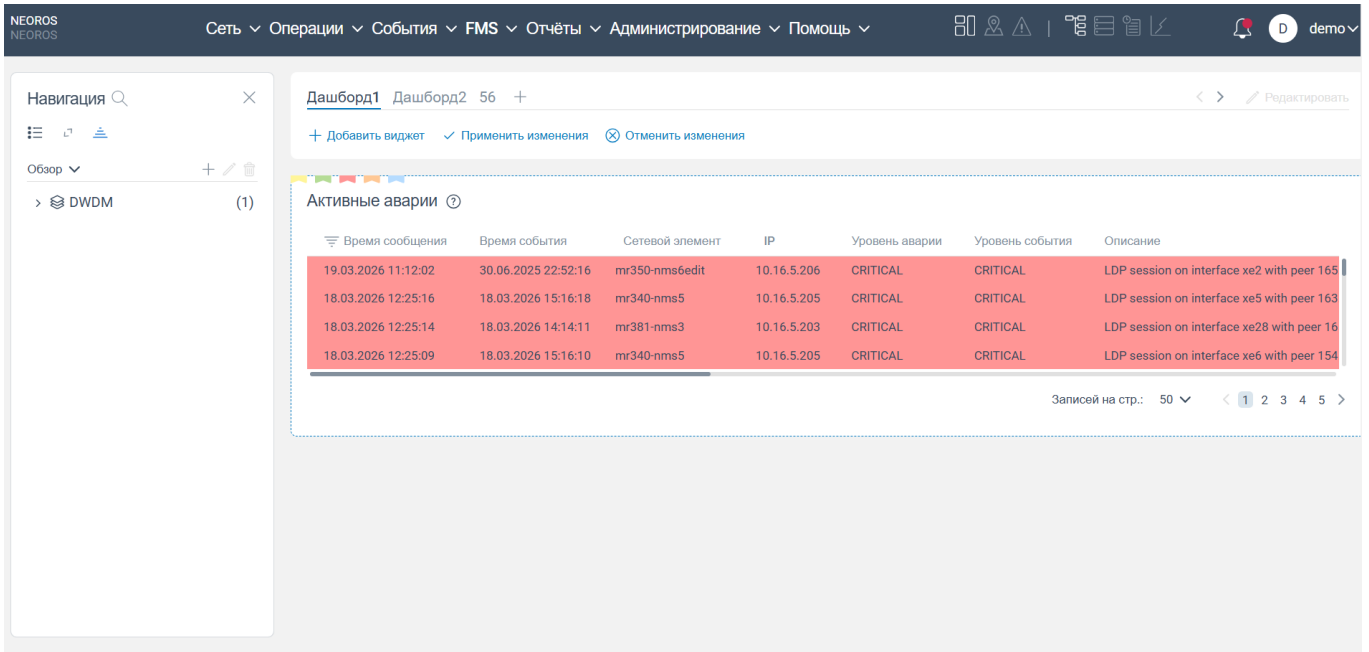 NEOROS
NEOROS
Сеть Операции События FMS Отчёты Администрирование Помощь
D demo
Навигация
Обзор
DWDM (1)
Дашборд1 Дашборд2 56
Редактировать
Добавить виджет Применить изменения Отменить изменения
Активные аварии ?
Время сообщения Время события Сетевой элемент IP Уровень аварии Уровень события Описание
19.03.2026 11:12:02 30.06.2025 22:52:16 mr350-nms6edit 10.16.5.206 CRITICAL CRITICAL LDP session on interface xe2 with peer 165
18.03.2026 12:25:16 18.03.2026 15:16:18 mr340-nms5 10.16.5.205 CRITICAL CRITICAL LDP session on interface xe5 with peer 163
18.03.2026 12:25:14 18.03.2026 14:14:11 mr381-nms3 10.16.5.203 CRITICAL CRITICAL LDP session on interface xe28 with peer 16
18.03.2026 12:25:09 18.03.2026 15:16:10 mr340-nms5 10.16.5.205 CRITICAL CRITICAL LDP session on interface xe6 with peer 154
Записей на стр.: 50 1 2 3 4 5